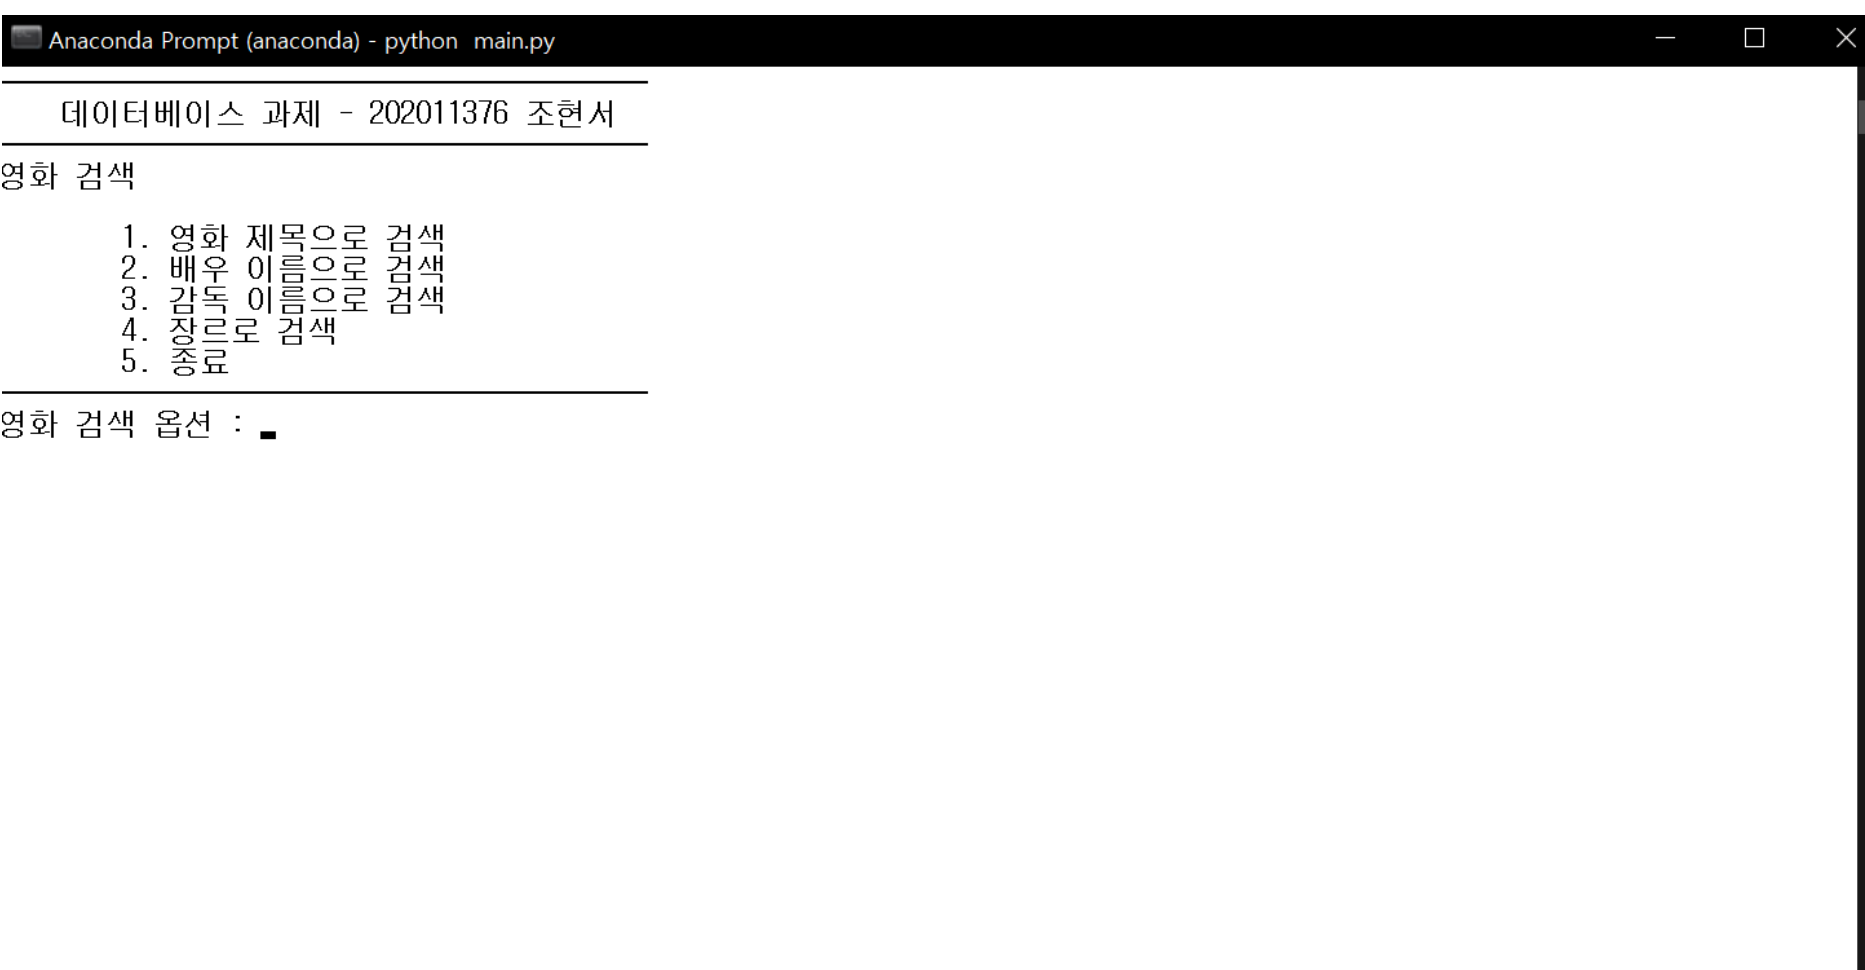 Anaconda Prompt (anaconda) - python main.py
데이터베이스 과제 - 202011376 조현서
영화 검색
1. 영화 제목으로 검색
2. 배우 이름으로 검색
3. 감독 이름으로 검색
4. 장르로 검색
5. 종료
영화 검색 옵션 :